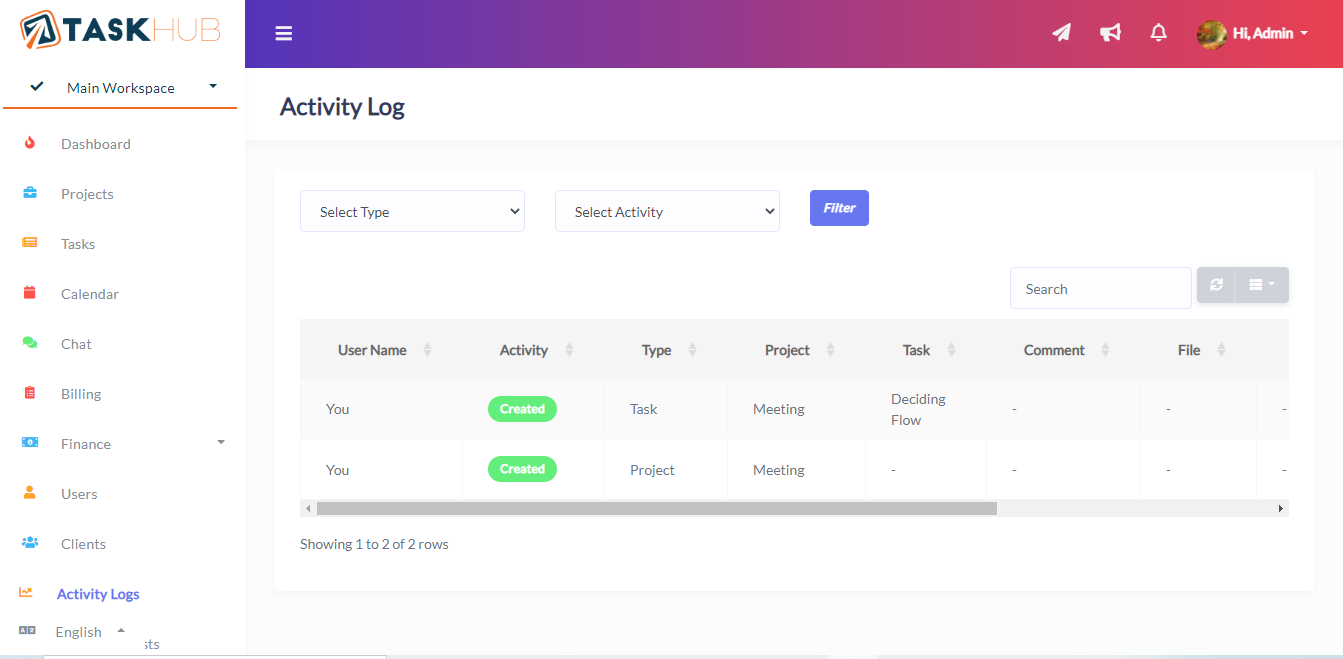 TASKHUB
Hi, Admin
Main Workspace
Activity Log
Dashboard
Projects
Tasks
Calendar
Chat
Billing
Finance
Users
Clients
Activity Logs
English
Select Type
Select Activity
Filter
Search
User Name Activity Type Project Task Comment File
You Created Task Meeting Deciding Flow - - -
You Created Project Meeting - - - -
Showing 1 to 2 of 2 rows